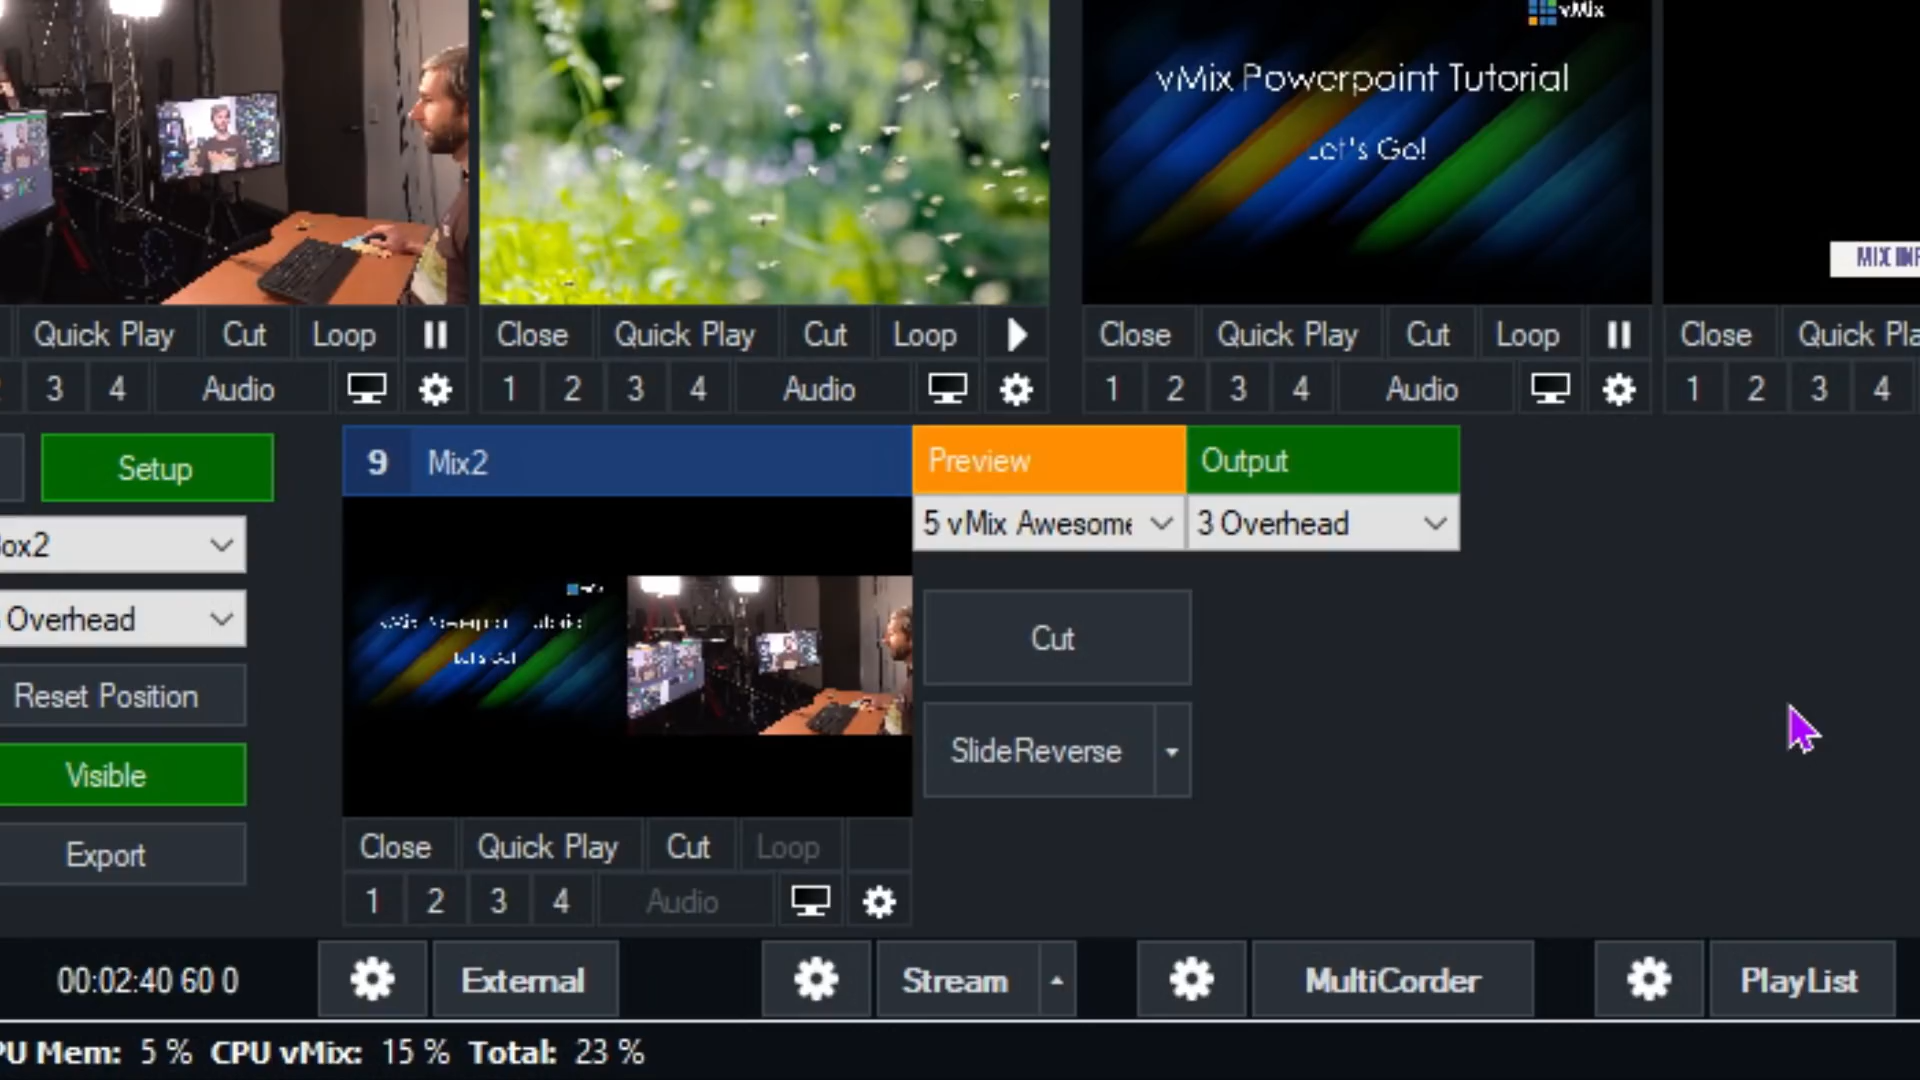 vMix
vMix Powerpoint Tutorial
Let's Go!
Quick Play Cut Loop
Close Quick Play Cut Loop
Close Quick Play Cut Loop
Close
3 4 Audio
1 2 3 4 Audio
1 2 3 4 Audio
1 2 3 4
Setup
9 Mix2
Preview
Output
5 vMix Awesome
3 Overhead
Overhead
Cut
Reset Position
SlideReverse
Visible
Export
Close Quick Play Cut Loop
1 2 3 4 Audio
00:02:40 60 0
External
Stream
MultiCorder
PlayList
Mem: 5 % CPU vMix: 15 % Total: 23 %